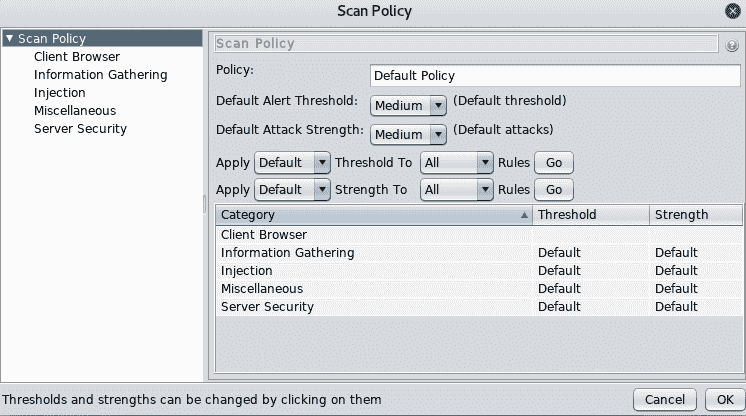 Scan Policy
Scan Policy
Client Browser
Information Gathering
Injection
Miscellaneous
Server Security
Scan Policy
Policy: Default Policy
Default Alert Threshold: Medium (Default threshold)
Default Attack Strength: Medium (Default attacks)
Apply Default Threshold To All Rules Go
Apply Default Strength To All Rules Go
Category Threshold Strength
Client Browser
Information Gathering Default Default
Injection Default Default
Miscellaneous Default Default
Server Security Default Default
Thresholds and strengths can be changed by clicking on them
Cancel OK